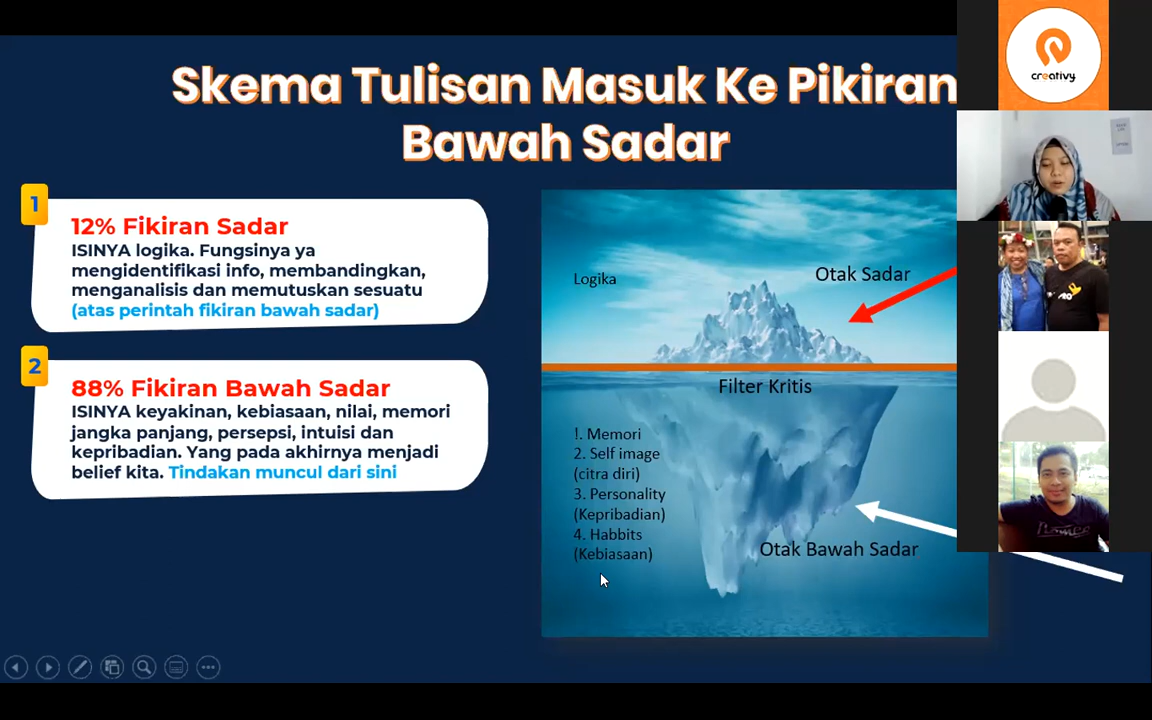 Skema Tulisan Masuk Ke Pikiran
Bawah Sadar
1
12% Fikiran Sadar
ISINYA logika. Fungsinya ya
mengidentifikasi info, membandingkan,
menganalisis dan memutuskan sesuatu
(atas perintah fikiran bawah sadar)
2
88% Fikiran Bawah Sadar
ISINYA keyakinan, kebiasaan, nilai, memori
jangka panjang, persepsi, intuisi dan
kepribadian. Yang pada akhirnya menjadi
belief kita. Tindakan muncul dari sini
Logika
Otak Sadar
Filter Kritis
!. Memori
2. Self image
(citra diri)
3. Personality
(Kepribadian)
4. Habbits
(Kebiasaan)
Otak Bawah Sadar
creativy